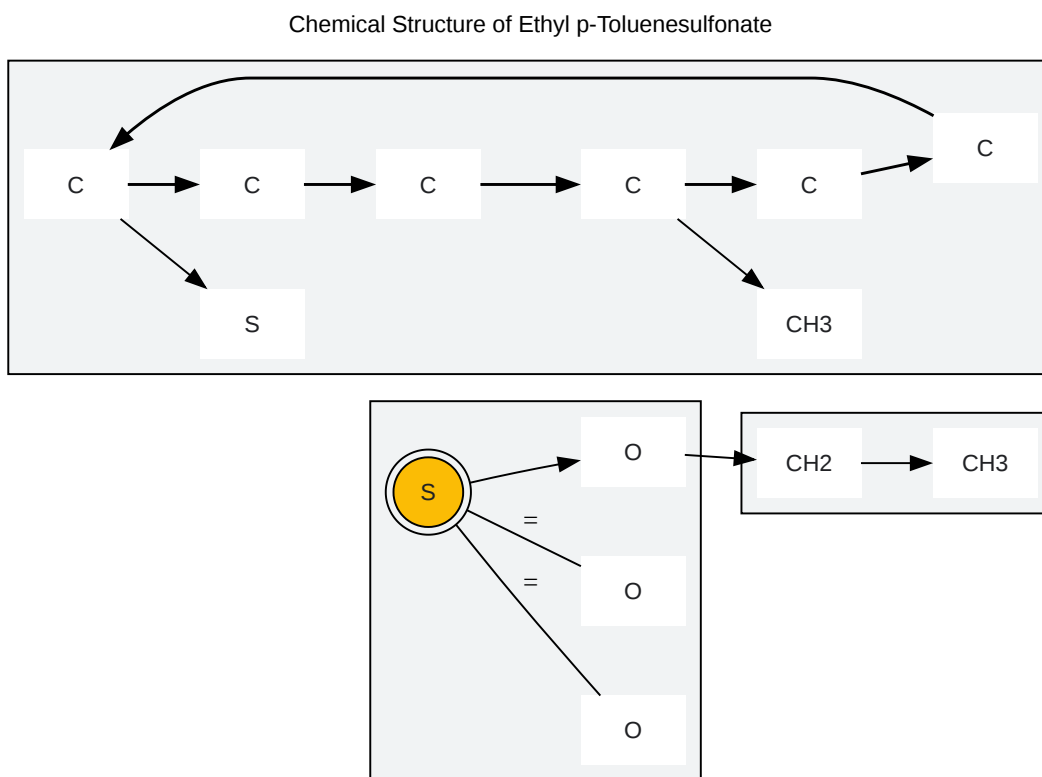 Chemical Structure of Ethyl p-Toluenesulfonate
C
C C C C C
S CH3
O
S CH2 CH3
=
O
=
O